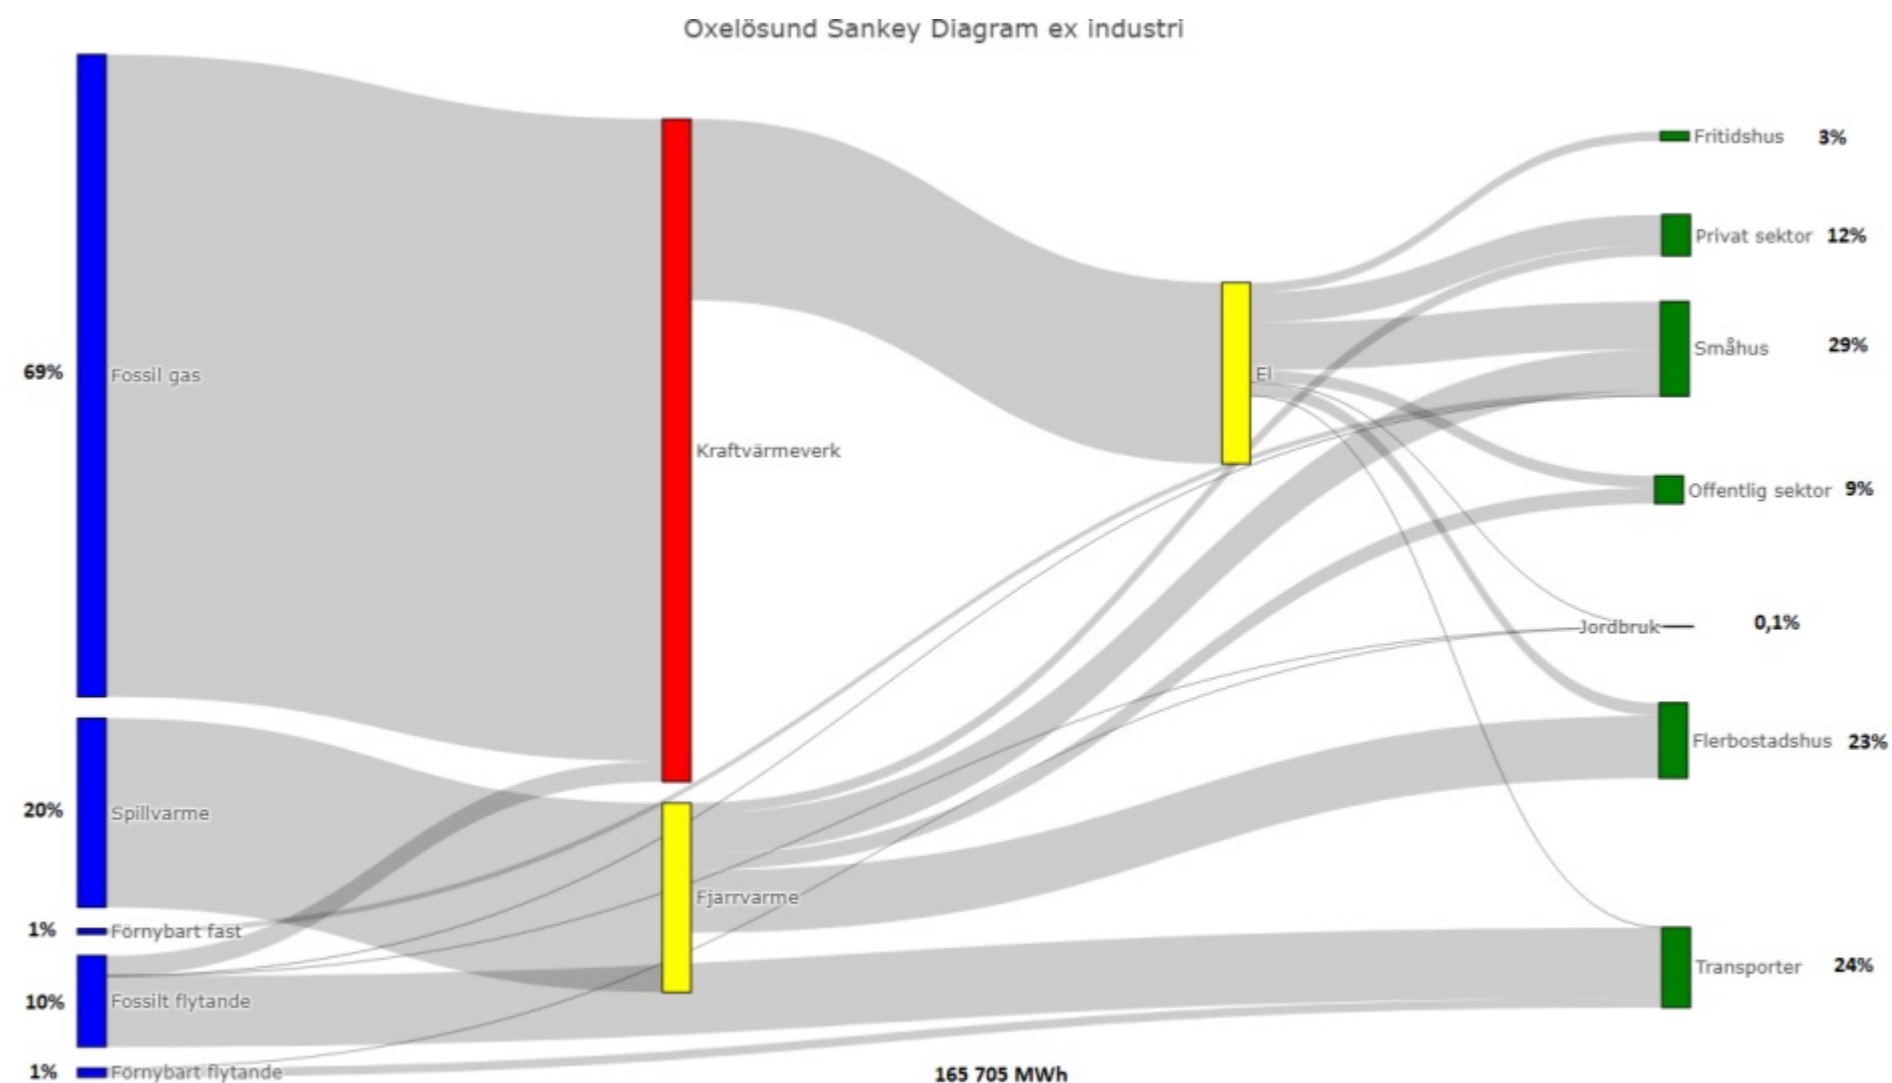 Oxelösund Sankey Diagram ex industri
Fritidshus 3%
Privat sektor 12%
Småhus 29%
69% Fossil gas
El
Kraftvärmeverk
Offentlig sektor 9%
Jordbruk 0,1%
Flerbostadshus 23%
20% Spillvärme
Fjärrvärme
1% Förnybart fast
Transporter 24%
10% Fossilt flytande
1% Förnybart flytande
165 705 MWh